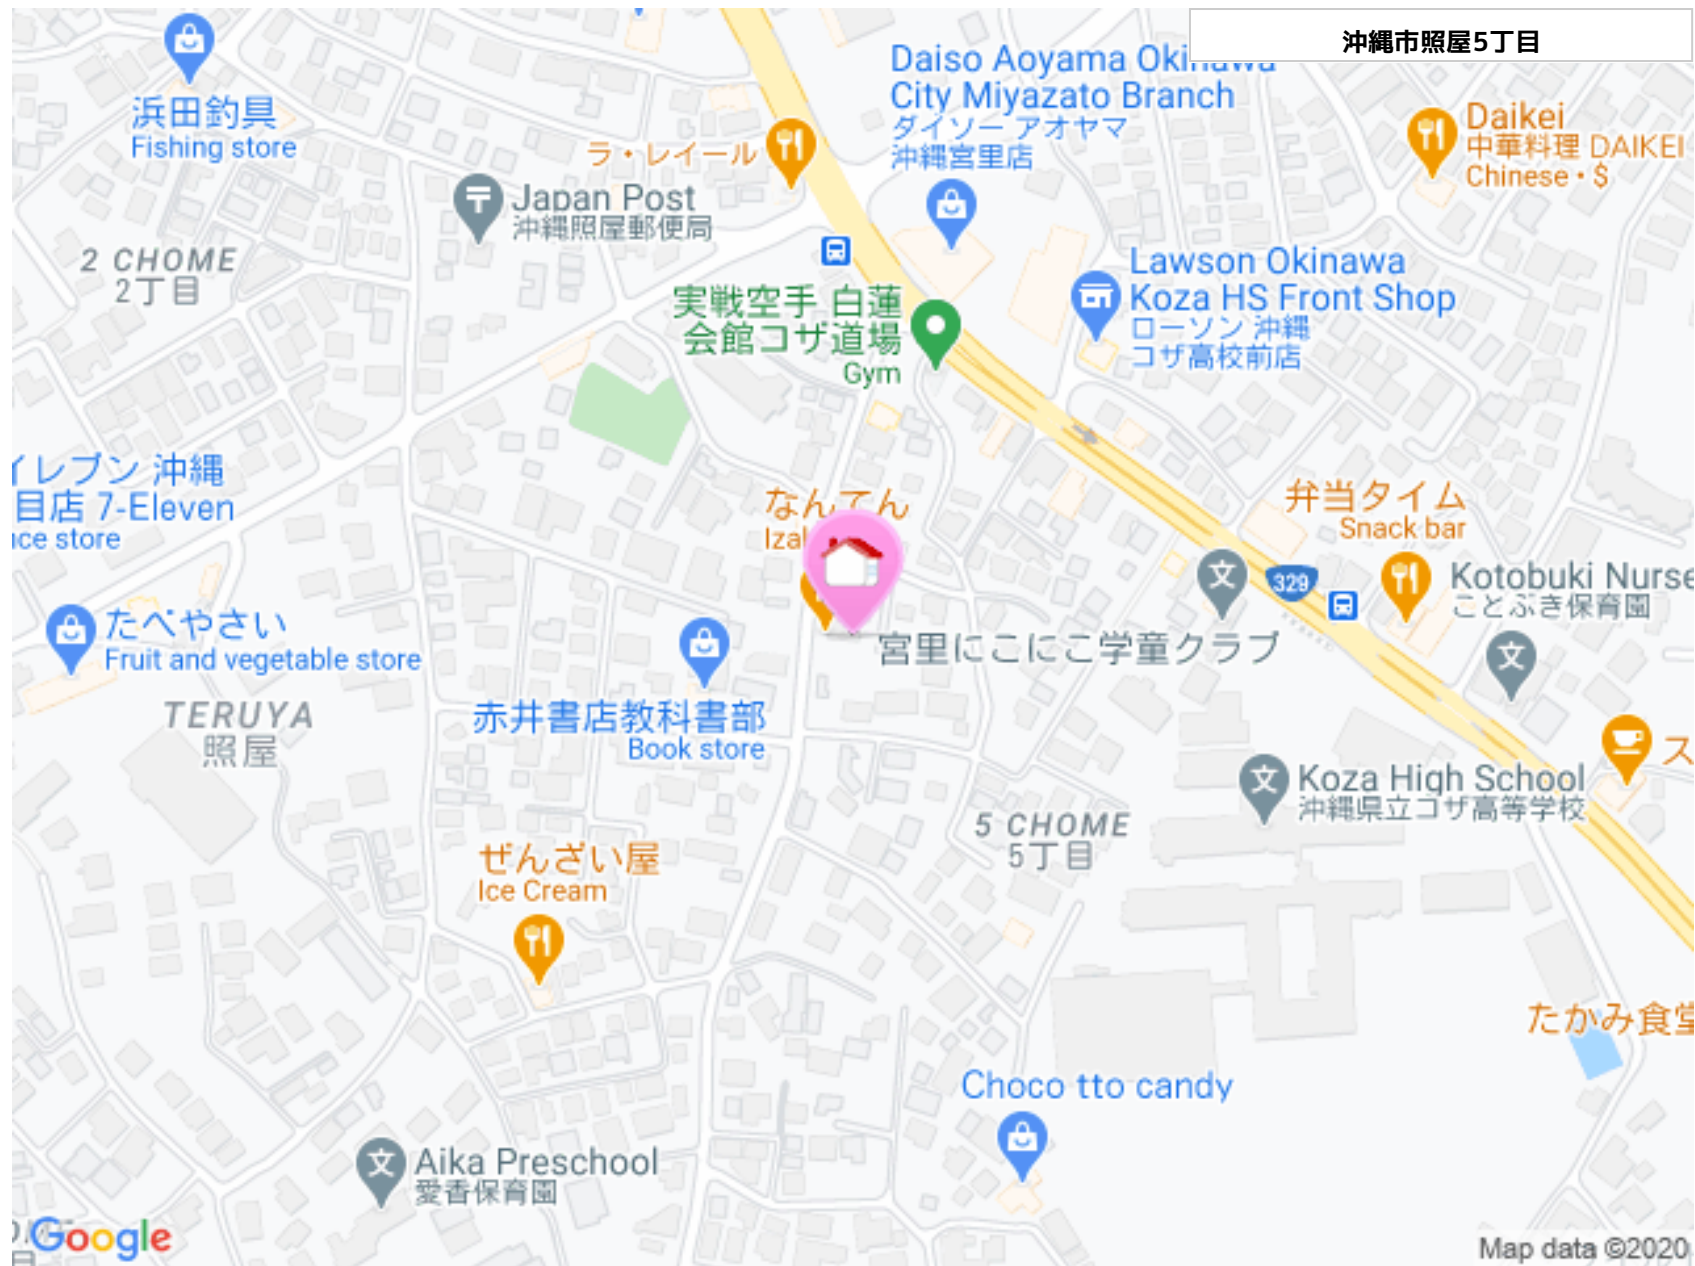 沖縄市照屋5丁目
浜田釣具
Fishing store
Daiso Aoyama Okinawa
City Miyazato Branch
ダイソー アオヤマ
沖縄宮里店
ラ・レイール
Daikei
中華料理 DAIKEI
Chinese・$
Japan Post
沖縄照屋郵便局
2 CHOME
2丁目
実戦空手 白蓮
会館コザ道場
Gym
Lawson Okinawa
Koza HS Front Shop
ローソン 沖縄
コザ高校前店
イレブン 沖縄
目店 7-Eleven
nce store
なんてん
Iza
弁当タイム
Snack bar
329
Kotobuki Nurse
ことぶき保育園
たべやさい
Fruit and vegetable store
宮里にこにこ学童クラブ
TERUYA
照屋
赤井書店教科書部
Book store
ス
Koza High School
沖縄県立コザ高等学校
5 CHOME
5丁目
ぜんざい屋
Ice Cream
たかみ食堂
Choco tto candy
Aika Preschool
愛香保育園
Google
Map data ©2020